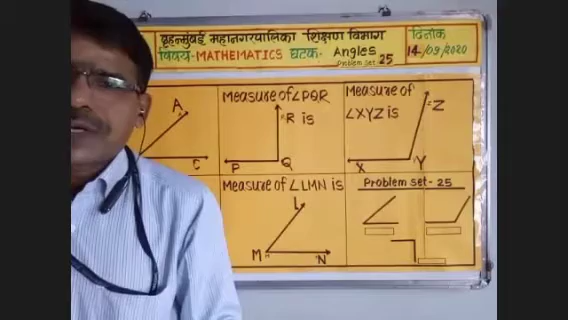 बृहन्मुंबई महानगरपालिका शिक्षण विभाग
विषय:- MATHEMATICS घटक:- Angles
Problem set 25
दिनांक
14/09/2020
A
C
Measure of ∠PQR
R is
P
Q
Measure of
∠XYZ is
Z
X
Y
Measure of ∠LMN is
L
M
N
Problem set - 25